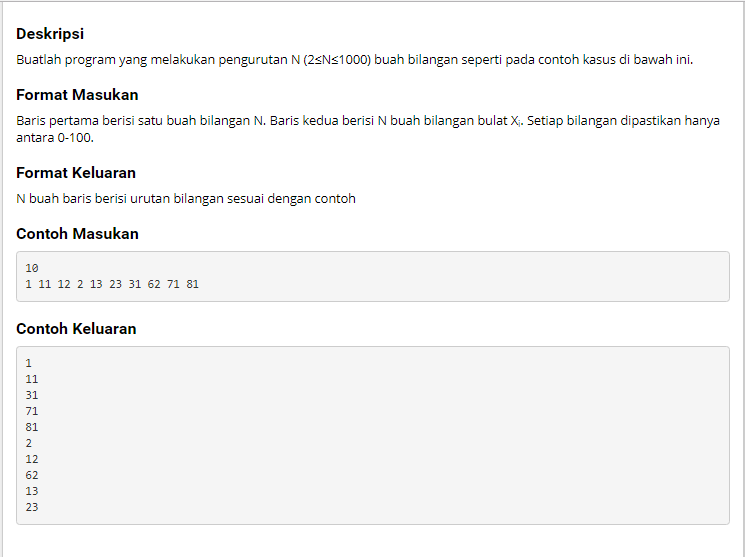 Deskripsi
Buatlah program yang melakukan pengurutan N (2≤N≤1000) buah bilangan seperti pada contoh kasus di bawah ini.
Format Masukan
Baris pertama berisi satu buah bilangan N. Baris kedua berisi N buah bilangan bulat Xᵢ. Setiap bilangan dipastikan hanya
antara 0-100.
Format Keluaran
N buah baris berisi urutan bilangan sesuai dengan contoh
Contoh Masukan
10
1 11 12 2 13 23 31 62 71 81
Contoh Keluaran
1
11
31
71
81
2
12
62
13
23